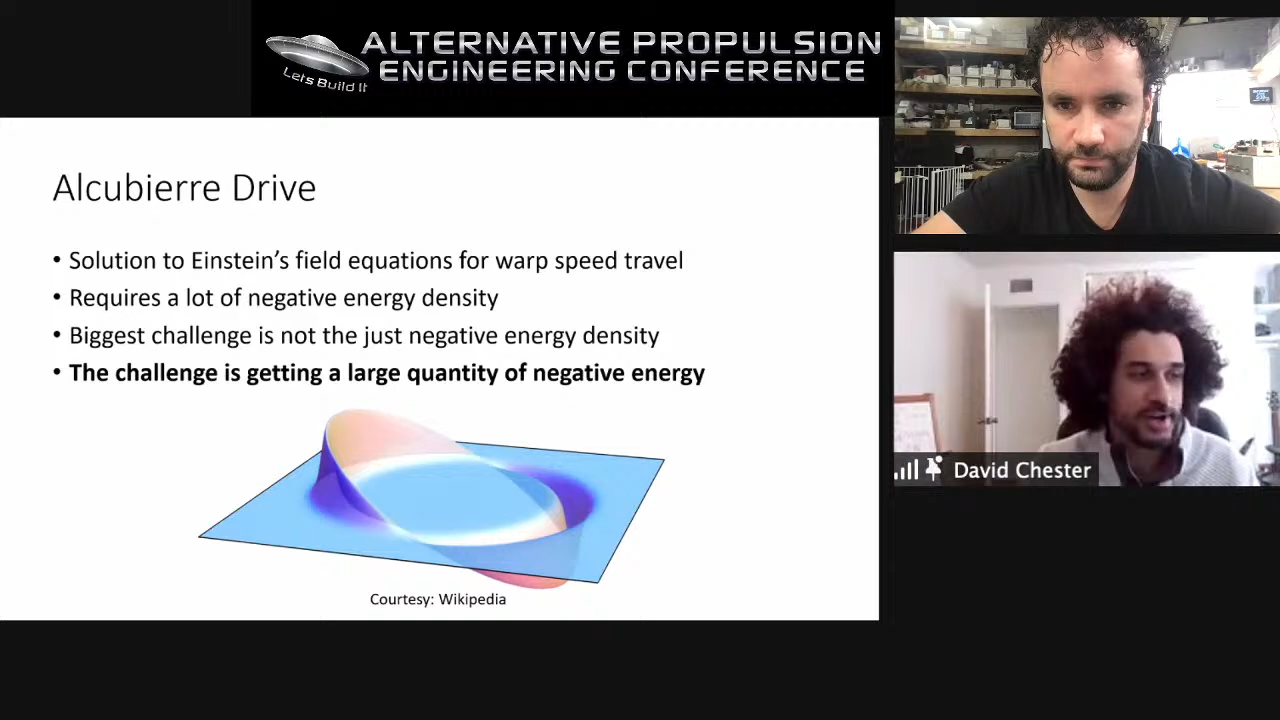 ALTERNATIVE PROPULSION
ENGINEERING CONFERENCE
Lets Build It
Alcubierre Drive
• Solution to Einstein’s field equations for warp speed travel
• Requires a lot of negative energy density
• Biggest challenge is not the just negative energy density
• The challenge is getting a large quantity of negative energy
Courtesy: Wikipedia
David Chester